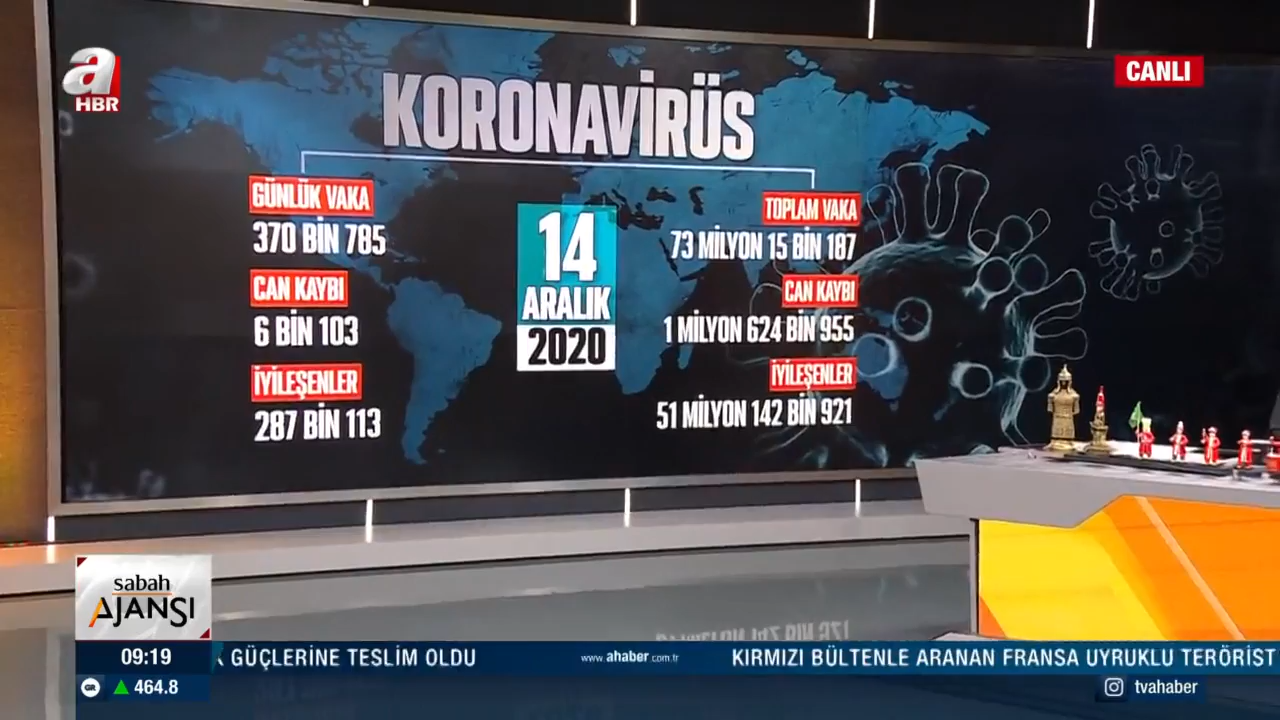 a
HBR
CANLI
KORONAVİRÜS
GÜNLÜK VAKA
370 BİN 785
CAN KAYBI
6 BİN 103
İYİLEŞENLER
287 BİN 113
14
ARALIK
2020
TOPLAM VAKA
73 MİLYON 15 BİN 187
CAN KAYBI
1 MİLYON 624 BİN 955
İYİLEŞENLER
51 MİLYON 142 BİN 921
sabah
AJANSI
09:19
GÜÇLERİNE TESLİM OLDU
www.ahaber.com.tr
KIRMIZI BÜLTENLE ARANAN FRANSA UYRUKLU TERÖRİST
GR 464.8
tvahaber